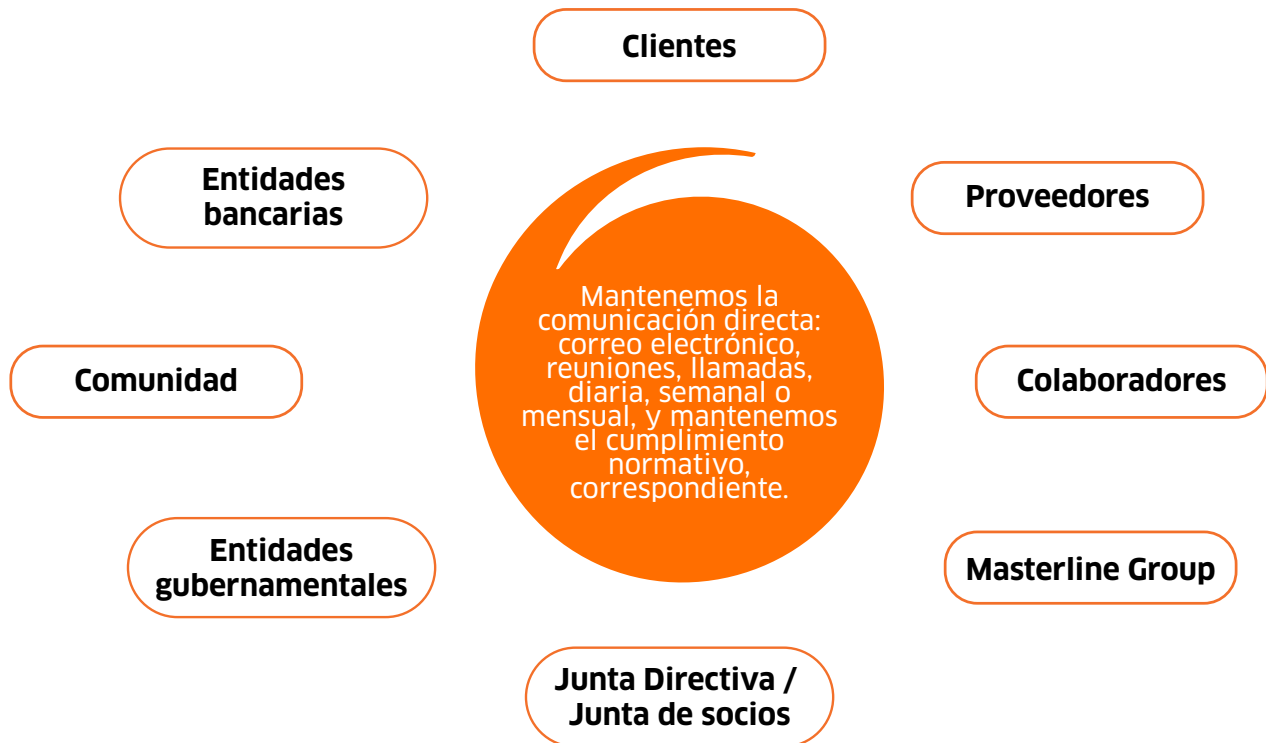 Clientes
Entidades
bancarias
Proveedores
Mantenemos la
comunicación directa:
correo electrónico,
reuniones, llamadas,
diaria, semanal o
mensual, y mantenemos
el cumplimiento
normativo,
correspondiente.
Comunidad
Colaboradores
Entidades
gubernamentales
Masterline Group
Junta Directiva /
Junta de socios